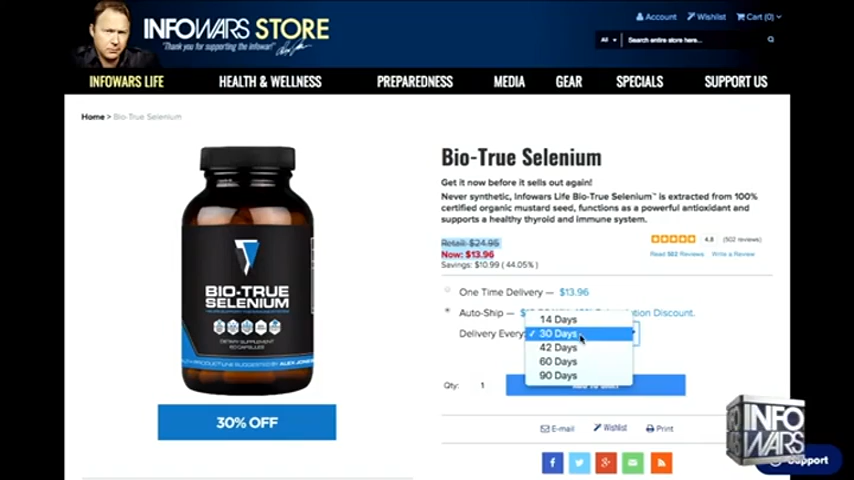 INFOWARS STORE
"Thank you for supporting the infowar!"
Account Wishlist Cart (0)
All Search entire store here...
INFOWARS LIFE HEALTH & WELLNESS PREPAREDNESS MEDIA GEAR SPECIALS SUPPORT US
Home > Bio-True Selenium
Bio-True Selenium
Get it now before it sells out again!
Never synthetic, Infowars Life Bio-True Selenium™ is extracted from 100%
certified organic mustard seed, functions as a powerful antioxidant and
supports a healthy thyroid and immune system.
Retail: $24.95
Now: $13.96
Savings: $10.99 ( 44.05% )
4.8 (502 reviews)
Read 502 Reviews Write a Review
One Time Delivery — $13.96
Auto-Ship — Discount.
Delivery Every:
14 Days
✓ 30 Days
42 Days
60 Days
90 Days
Qty: 1
E-mail Wishlist Print
BIO-TRUE
SELENIUM
DIETARY SUPPLEMENT
60 CAPSULES
30% OFF
INFO
WARS
Support